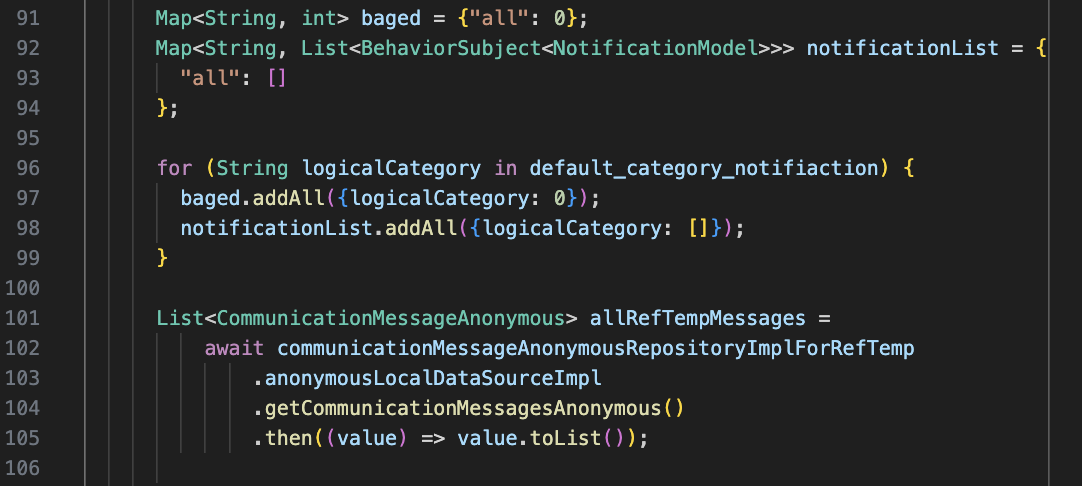 91 Map<String, int> baged = {"all": 0};
92 Map<String, List<BehaviorSubject<NotificationModel>>> notificationList = {
93 "all": []
94 };
95
96 for (String logicalCategory in default_category_notifiaction) {
97 baged.addAll({logicalCategory: 0});
98 notificationList.addAll({logicalCategory: []});
99 }
100
101 List<CommunicationMessageAnonymous> allRefTempMessages =
102 await communicationMessageAnonymousRepositoryImplForRefTemp
103 .anonymousLocalDataSourceImpl
104 .getCommunicationMessagesAnonymous()
105 .then((value) => value.toList());
106